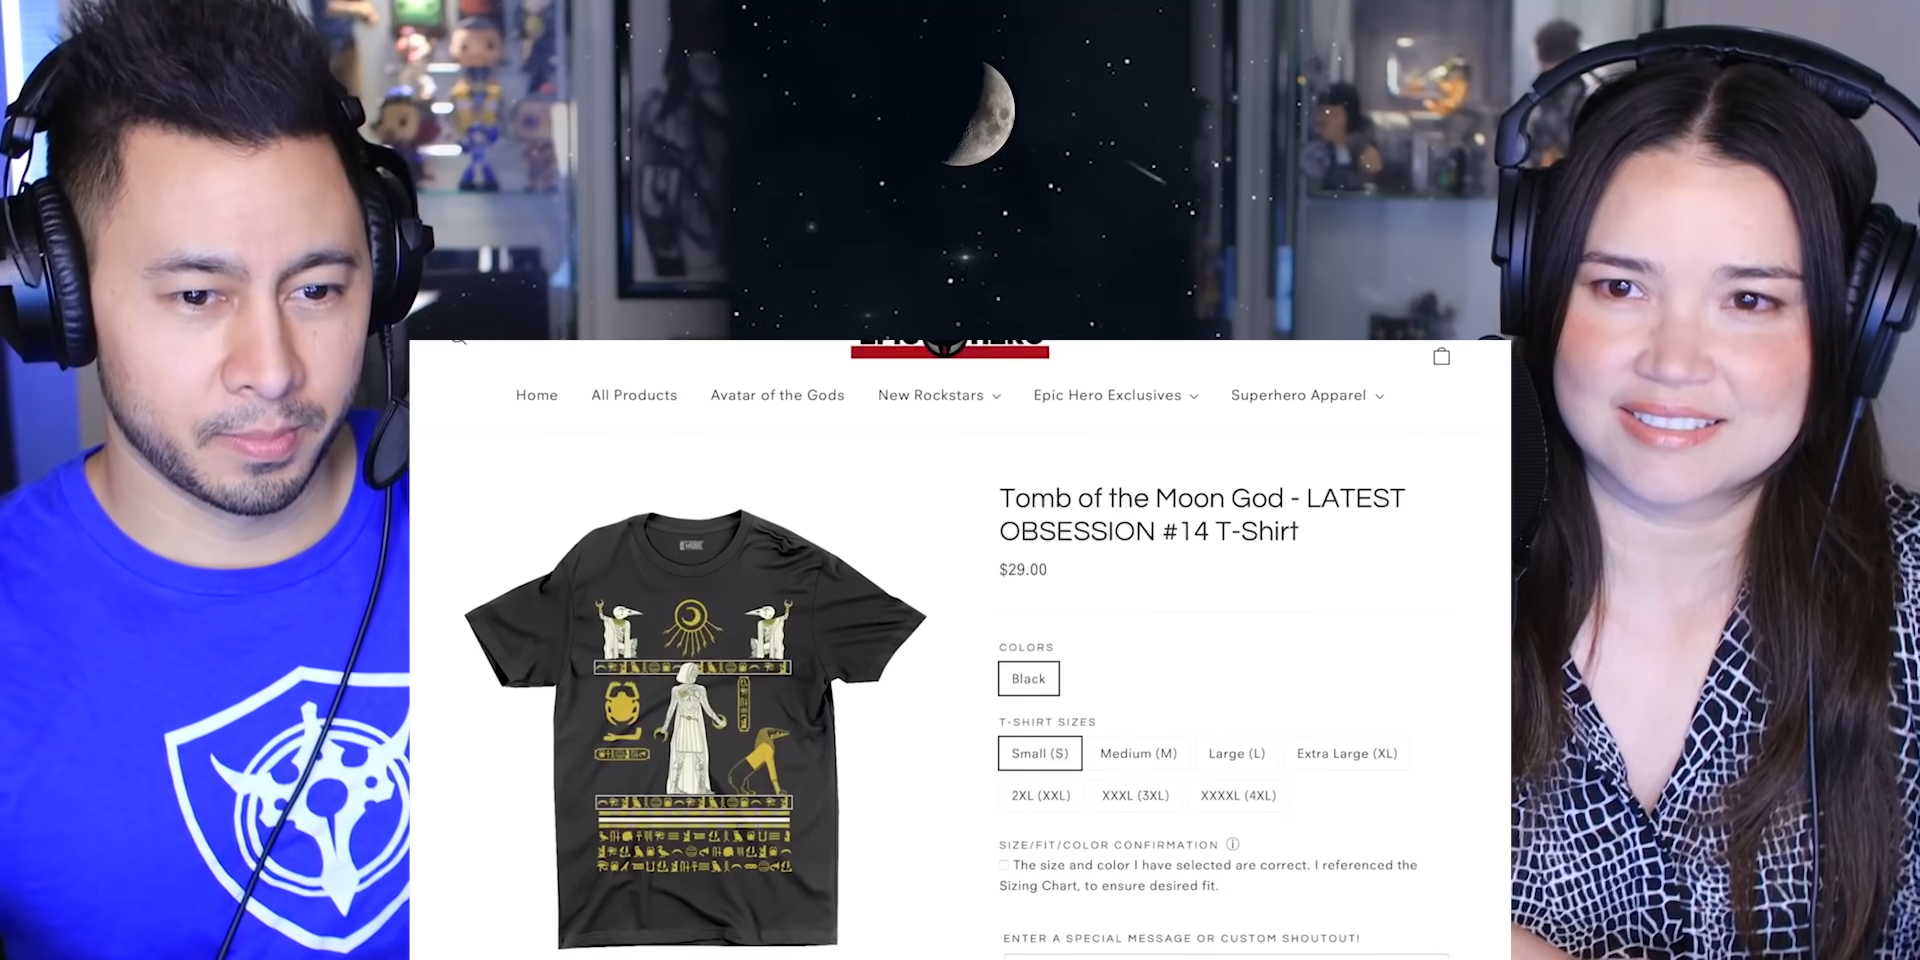 EPIC HERO
Home All Products Avatar of the Gods New Rockstars Epic Hero Exclusives Superhero Apparel
Tomb of the Moon God - LATEST
OBSESSION #14 T-Shirt
$29.00
COLORS
Black
T-SHIRT SIZES
Small (S) Medium (M) Large (L) Extra Large (XL)
2XL (XXL) XXXL (3XL) XXXXL (4XL)
SIZE/FIT/COLOR CONFIRMATION
The size and color I have selected are correct. I referenced the
Sizing Chart, to ensure desired fit.
ENTER A SPECIAL MESSAGE OR CUSTOM SHOUTOUT!